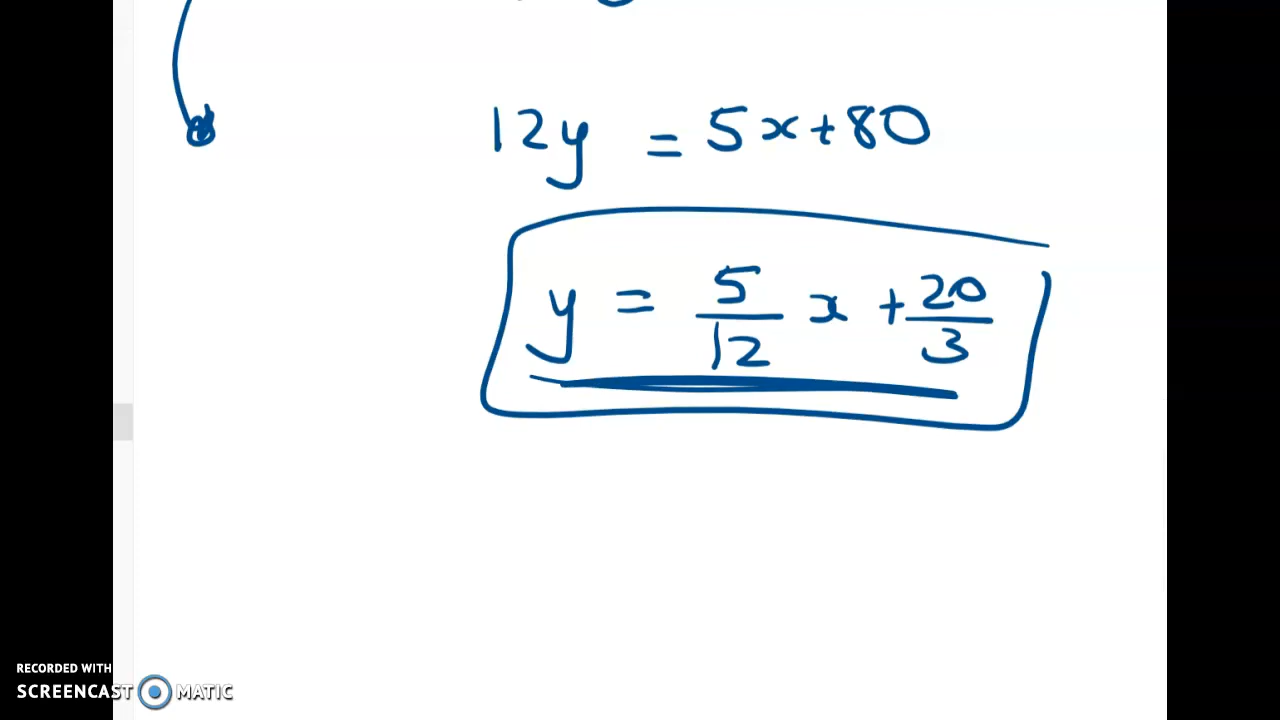 12y = 5x+80
y = 5/12 x + 20/3
RECORDED WITH
SCREENCAST MATIC